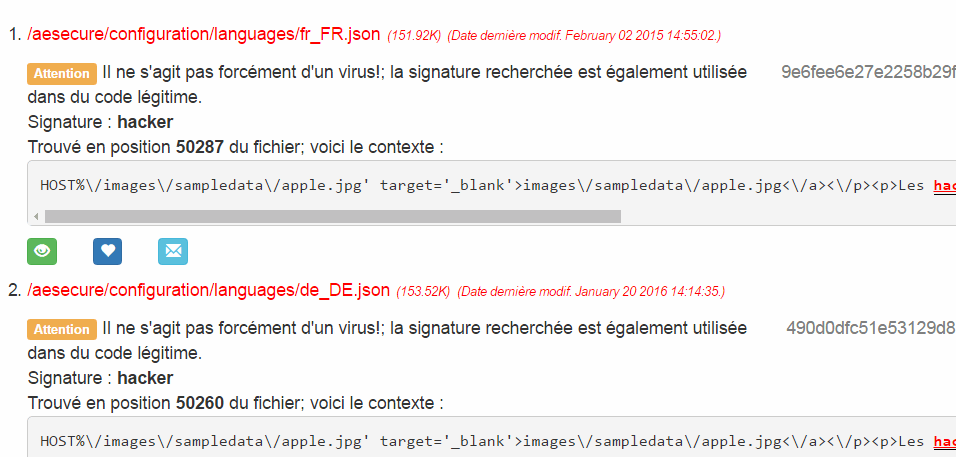 1. /aesecure/configuration/languages/fr_FR.json (151.92K) (Date dernière modif. February 02 2015 14:55:02.)
Attention Il ne s'agit pas forcément d'un virus!; la signature recherchée est également utilisée 9e6fee6e27e2258b29f
dans du code légitime.
Signature : hacker
Trouvé en position 50287 du fichier; voici le contexte :
HOST%\/images\/sampledata\/apple.jpg' target='_blank'>images\/sampledata\/apple.jpg<\/a><\/p><p>Les hac
2. /aesecure/configuration/languages/de_DE.json (153.52K) (Date dernière modif. January 20 2016 14:14:35.)
Attention Il ne s'agit pas forcément d'un virus!; la signature recherchée est également utilisée 490d0dfc51e53129d8
dans du code légitime.
Signature : hacker
Trouvé en position 50260 du fichier; voici le contexte :
HOST%\/images\/sampledata\/apple.jpg' target='_blank'>images\/sampledata\/apple.jpg<\/a><\/p><p>Les hac